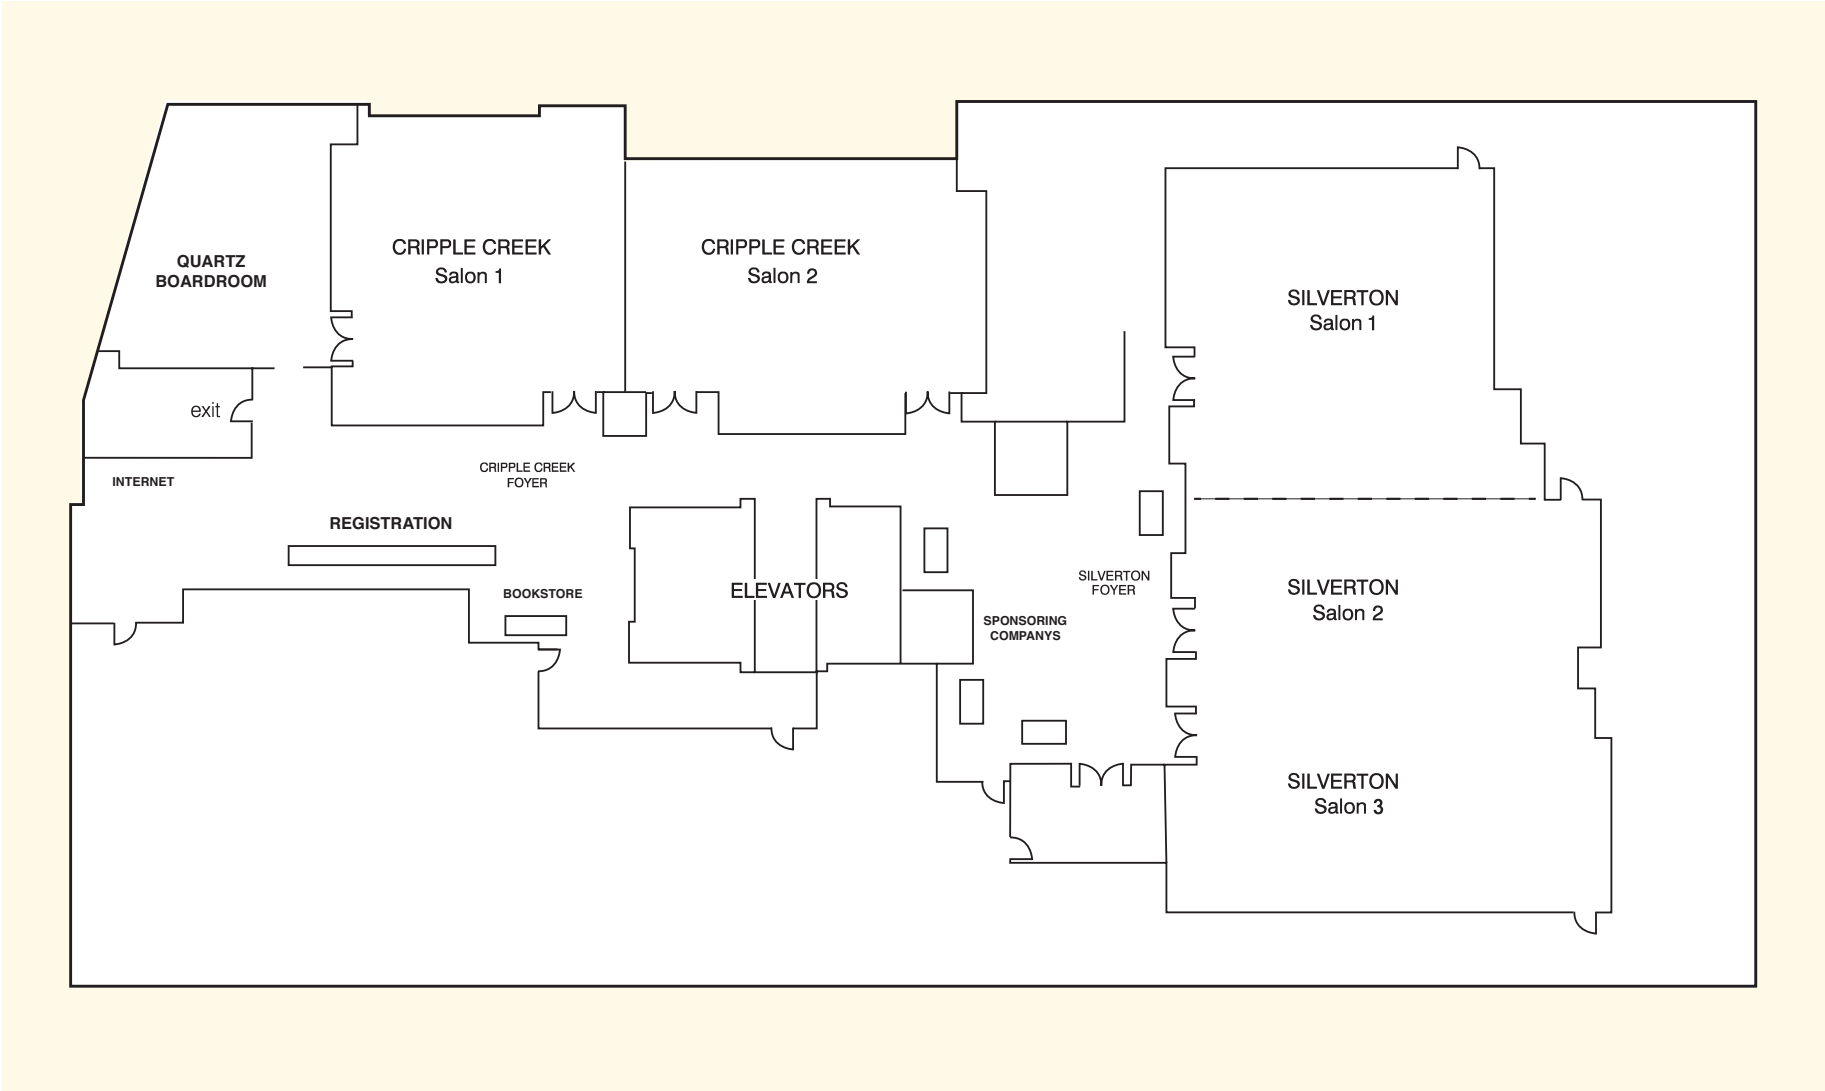 QUARTZ
BOARDROOM
CRIPPLE CREEK
Salon 1
CRIPPLE CREEK
Salon 2
SILVERTON
Salon 1
exit
INTERNET
CRIPPLE CREEK
FOYER
REGISTRATION
BOOKSTORE
ELEVATORS
SPONSORING
COMPANYS
SILVERTON
FOYER
SILVERTON
Salon 2
SILVERTON
Salon 3